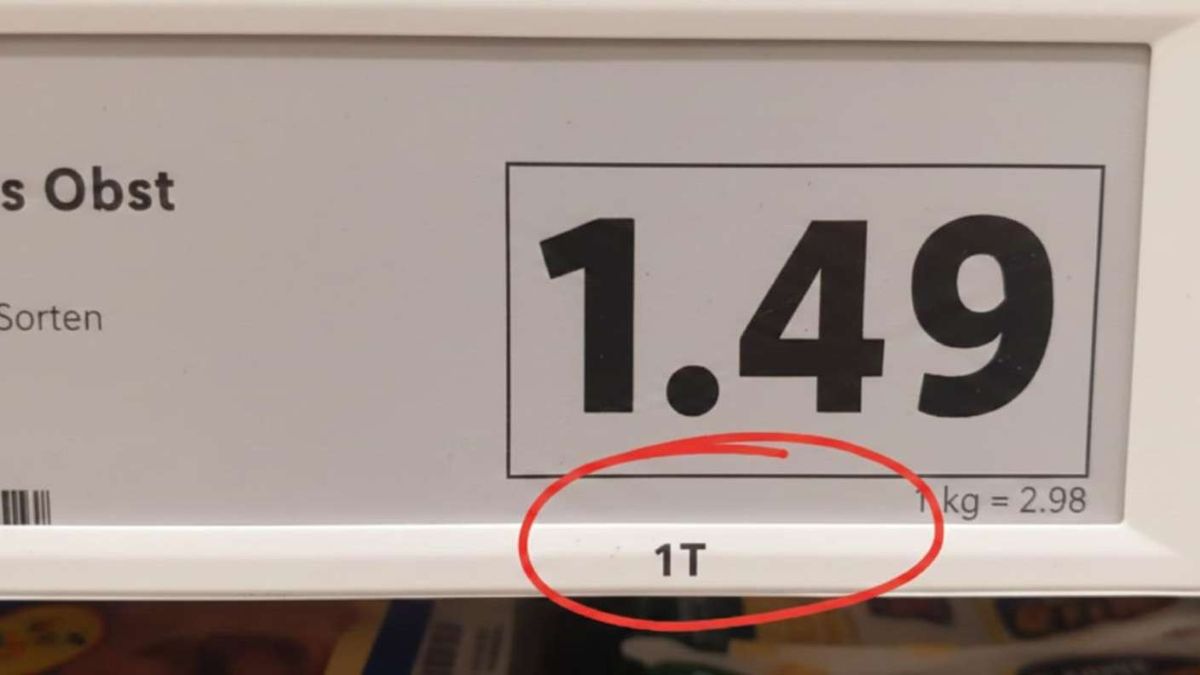 s Obst
1.49
Sorten
1 kg = 2.98
1T